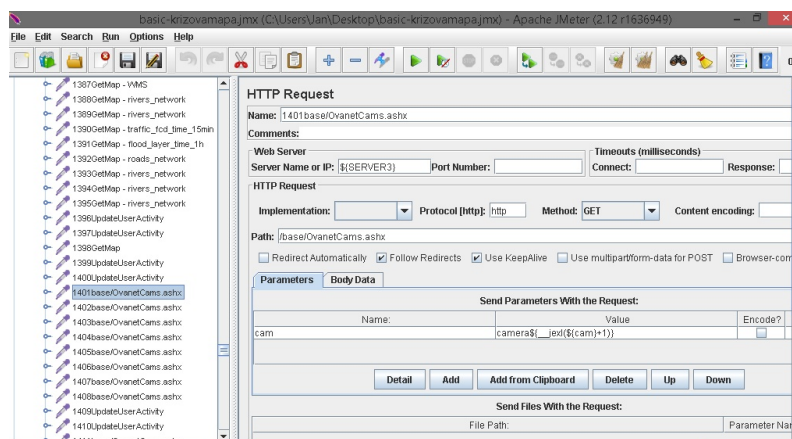 basic-krizovamapa.jmx (C:\Users\Jan\Desktop\basic-krizovamapa.jmx) - Apache JMeter (2.12 r1636949)
File Edit Search Run Options Help
1387GetMap - WMS
1388GetMap - rivers_network
1389GetMap - rivers_network
1390GetMap - traffic_fcd_time_15min
1391GetMap - flood_layer_time_1h
1392GetMap - roads_network
1393GetMap - rivers_network
1394GetMap - rivers_network
1395GetMap - rivers_network
1396UpdateUserActivity
1397UpdateUserActivity
1398GetMap
1399UpdateUserActivity
1400UpdateUserActivity
1401base/OvanetCams.ashx
1402base/OvanetCams.ashx
1403base/OvanetCams.ashx
1404base/OvanetCams.ashx
1405base/OvanetCams.ashx
1406base/OvanetCams.ashx
1407base/OvanetCams.ashx
1408base/OvanetCams.ashx
1409UpdateUserActivity
1410UpdateUserActivity
HTTP Request
Name: 1401base/OvanetCams.ashx
Comments:
Web Server
Server Name or IP: ${SERVER3} Port Number:
Timeouts (milliseconds)
Connect: Response:
HTTP Request
Implementation: Protocol [http]: http Method: GET Content encoding:
Path: /base/OvanetCams.ashx
Redirect Automatically Follow Redirects Use KeepAlive Use multipart/form-data for POST Browser-com
Parameters Body Data
Send Parameters With the Request:
Name: Value Encode?
cam camera${__jexl(${cam}+1)}
Detail Add Add from Clipboard Delete Up Down
Send Files With the Request:
File Path: Parameter Nar